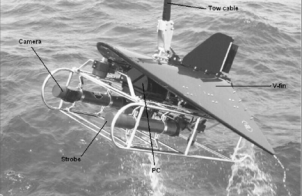 Tow cable
Camera
V-fin
Strobe
PC